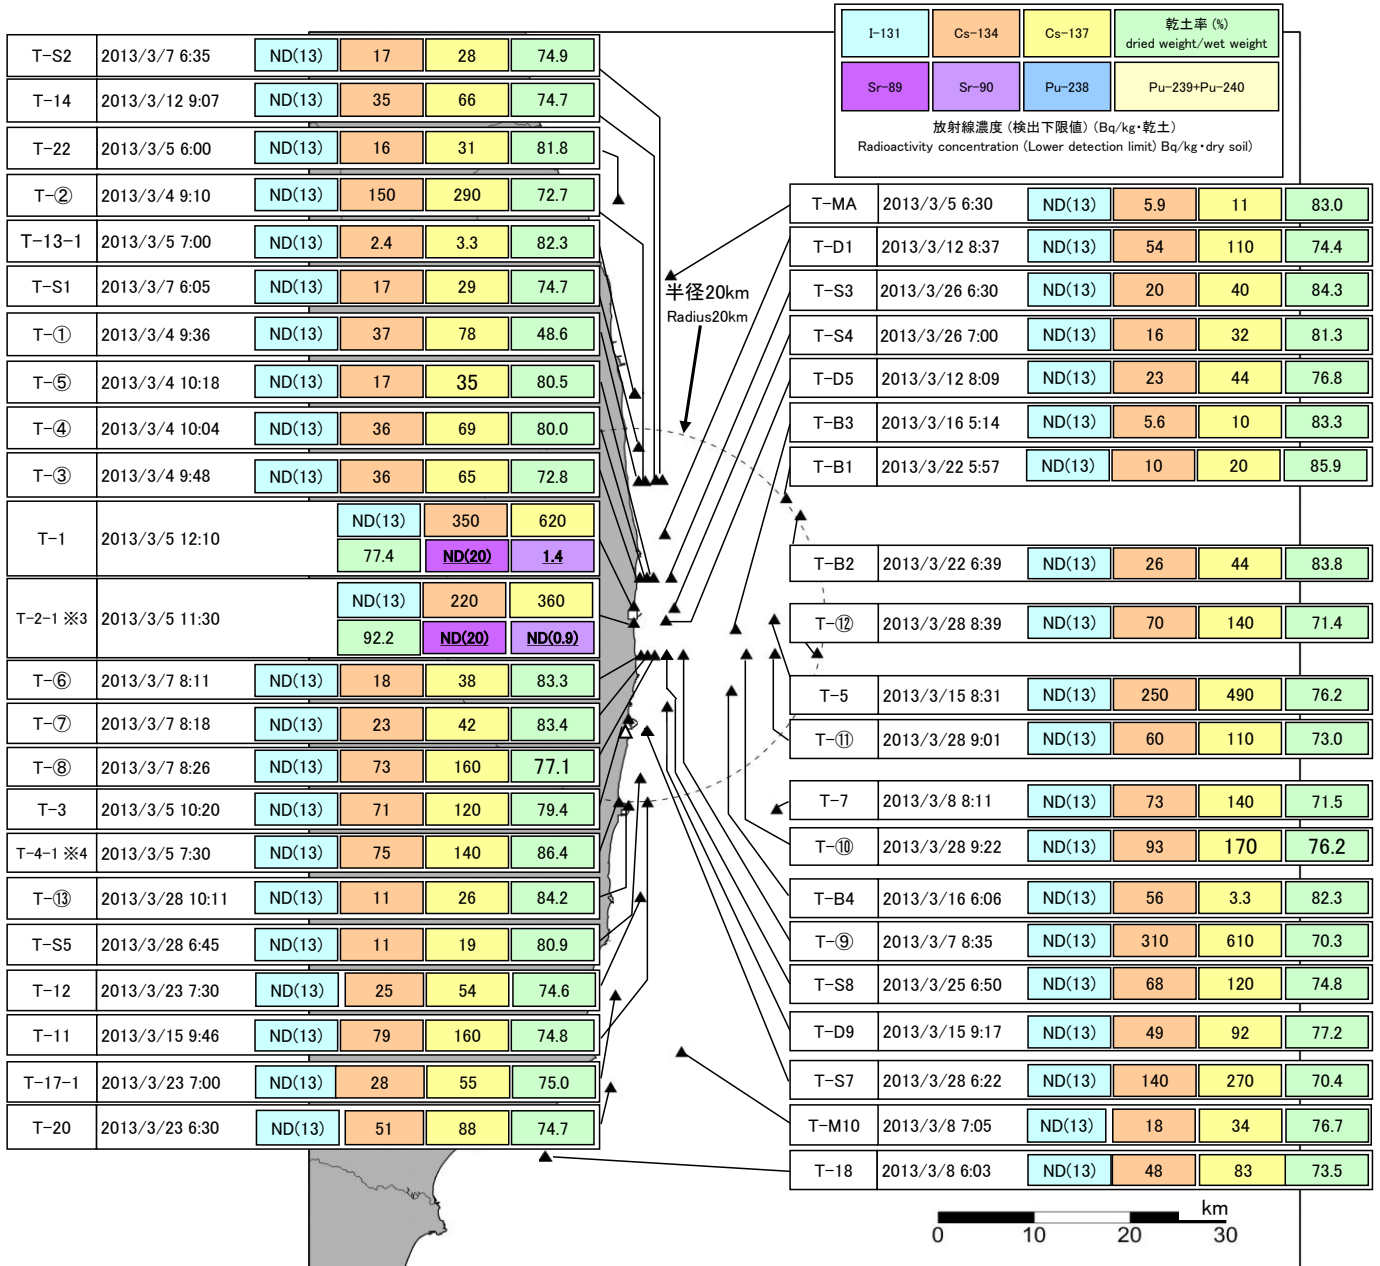 I-131 Cs-134 Cs-137 乾土率 (%)
dried weight/wet weight
Sr-89 Sr-90 Pu-238 Pu-239+Pu-240
放射線濃度 (検出下限値) (Bq/kg・乾土)
Radioactivity concentration (Lower detection limit) Bq/kg・dry soil)
T-S2 2013/3/7 6:35 ND(13) 17 28 74.9
T-14 2013/3/12 9:07 ND(13) 35 66 74.7
T-22 2013/3/5 6:00 ND(13) 16 31 81.8
T-② 2013/3/4 9:10 ND(13) 150 290 72.7
T-13-1 2013/3/5 7:00 ND(13) 2.4 3.3 82.3
T-S1 2013/3/7 6:05 ND(13) 17 29 74.7
T-① 2013/3/4 9:36 ND(13) 37 78 48.6
T-⑤ 2013/3/4 10:18 ND(13) 17 35 80.5
T-④ 2013/3/4 10:04 ND(13) 36 69 80.0
T-③ 2013/3/4 9:48 ND(13) 36 65 72.8
T-1 2013/3/5 12:10 ND(13) 350 620
77.4 ND(20) 1.4
T-2-1 ※3 2013/3/5 11:30 ND(13) 220 360
92.2 ND(20) ND(0.9)
T-⑥ 2013/3/7 8:11 ND(13) 18 38 83.3
T-⑦ 2013/3/7 8:18 ND(13) 23 42 83.4
T-⑧ 2013/3/7 8:26 ND(13) 73 160 77.1
T-3 2013/3/5 10:20 ND(13) 71 120 79.4
T-4-1 ※4 2013/3/5 7:30 ND(13) 75 140 86.4
T-⑬ 2013/3/28 10:11 ND(13) 11 26 84.2
T-S5 2013/3/28 6:45 ND(13) 11 19 80.9
T-12 2013/3/23 7:30 ND(13) 25 54 74.6
T-11 2013/3/15 9:46 ND(13) 79 160 74.8
T-17-1 2013/3/23 7:00 ND(13) 28 55 75.0
T-20 2013/3/23 6:30 ND(13) 51 88 74.7
半径20km
Radius20km
T-MA 2013/3/5 6:30 ND(13) 5.9 11 83.0
T-D1 2013/3/12 8:37 ND(13) 54 110 74.4
T-S3 2013/3/26 6:30 ND(13) 20 40 84.3
T-S4 2013/3/26 7:00 ND(13) 16 32 81.3
T-D5 2013/3/12 8:09 ND(13) 23 44 76.8
T-B3 2013/3/16 5:14 ND(13) 5.6 10 83.3
T-B1 2013/3/22 5:57 ND(13) 10 20 85.9
T-B2 2013/3/22 6:39 ND(13) 26 44 83.8
T-⑫ 2013/3/28 8:39 ND(13) 70 140 71.4
T-5 2013/3/15 8:31 ND(13) 250 490 76.2
T-⑪ 2013/3/28 9:01 ND(13) 60 110 73.0
T-7 2013/3/8 8:11 ND(13) 73 140 71.5
T-⑩ 2013/3/28 9:22 ND(13) 93 170 76.2
T-B4 2013/3/16 6:06 ND(13) 56 3.3 82.3
T-⑨ 2013/3/7 8:35 ND(13) 310 610 70.3
T-S8 2013/3/25 6:50 ND(13) 68 120 74.8
T-D9 2013/3/15 9:17 ND(13) 49 92 77.2
T-S7 2013/3/28 6:22 ND(13) 140 270 70.4
T-M10 2013/3/8 7:05 ND(13) 18 34 76.7
T-18 2013/3/8 6:03 ND(13) 48 83 73.5
km
0 10 20 30